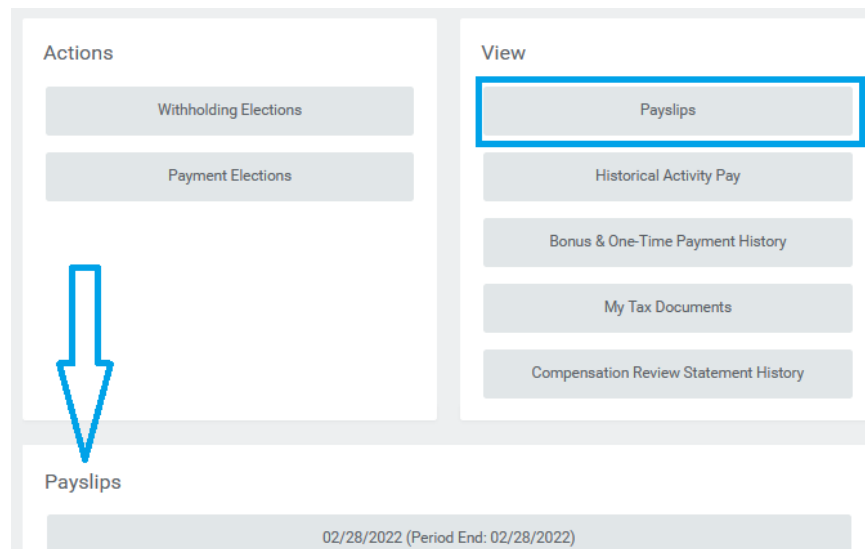 Actions
Withholding Elections
Payment Elections
View
Payslips
Historical Activity Pay
Bonus & One-Time Payment History
My Tax Documents
Compensation Review Statement History
Payslips
02/28/2022 (Period End: 02/28/2022)